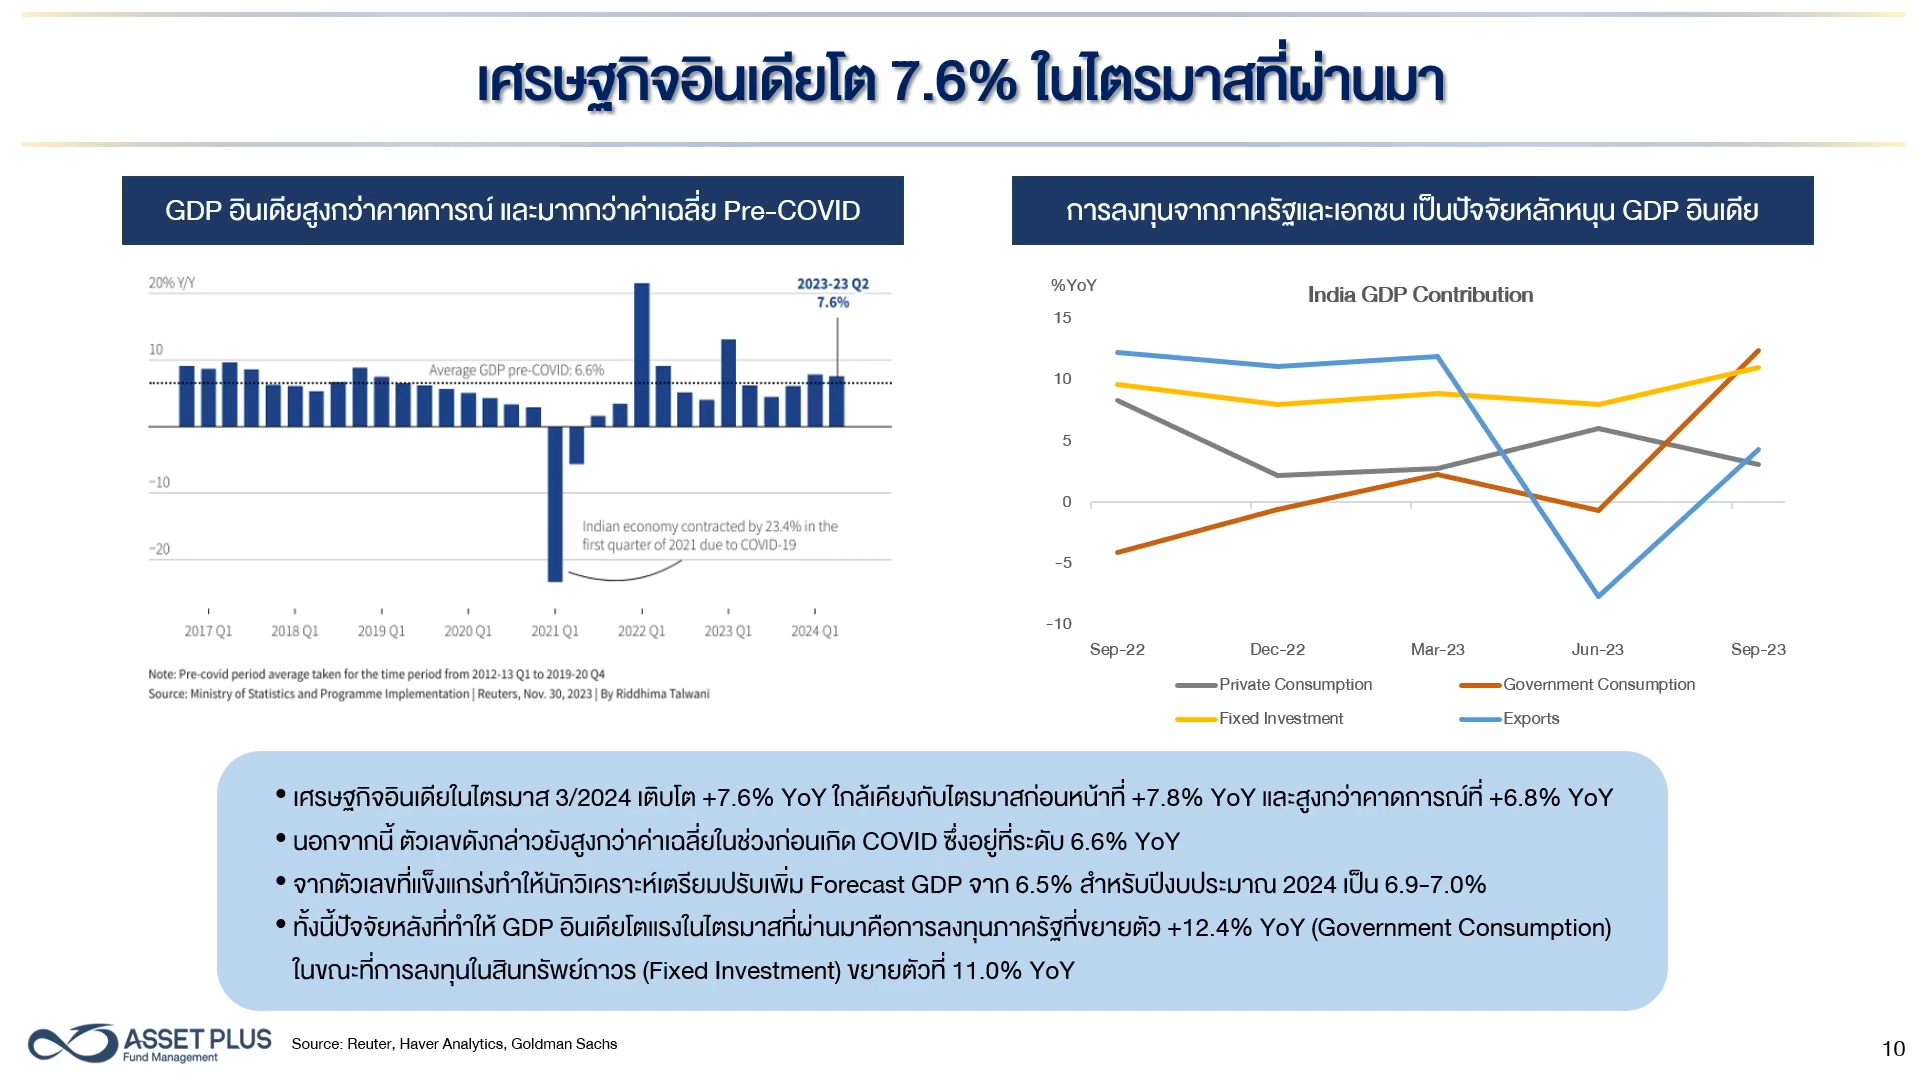 เศรษฐกิจอินเดียโต 7.6% ในไตรมาสที่ผ่านมา
GDP อินเดียสูงกว่าคาดการณ์ และมากกว่าค่าเฉลี่ย Pre-COVID
20% Y/Y
10
−10
−20
2023-23 Q2
7.6%
Average GDP pre-COVID: 6.6%
Indian economy contracted by 23.4% in the
first quarter of 2021 due to COVID-19
2017 Q1 2018 Q1 2019 Q1 2020 Q1 2021 Q1 2022 Q1 2023 Q1 2024 Q1
Note: Pre-covid period average taken for the time period from 2012-13 Q1 to 2019-20 Q4
Source: Ministry of Statistics and Programme Implementation | Reuters, Nov. 30, 2023 | By Riddhima Talwani
การลงทุนจากภาครัฐและเอกชน เป็นปัจจัยหลักหนุน GDP อินเดีย
%YoY
India GDP Contribution
15
10
5
0
-5
-10
Sep-22 Dec-22 Mar-23 Jun-23 Sep-23
Private Consumption Government Consumption
Fixed Investment Exports
• เศรษฐกิจอินเดียในไตรมาส 3/2024 เติบโต +7.6% YoY ใกล้เคียงกับไตรมาสก่อนหน้าที่ +7.8% YoY และสูงกว่าคาดการณ์ที่ +6.8% YoY
• นอกจากนี้ ตัวเลขดังกล่าวยังสูงกว่าค่าเฉลี่ยในช่วงก่อนเกิด COVID ซึ่งอยู่ที่ระดับ 6.6% YoY
• จากตัวเลขที่แข็งแกร่งทำให้นักวิเคราะห์เตรียมปรับเพิ่ม Forecast GDP จาก 6.5% สำหรับปีงบประมาณ 2024 เป็น 6.9-7.0%
• ทั้งนี้ปัจจัยหลังที่ทำให้ GDP อินเดียโตแรงในไตรมาสที่ผ่านมาคือการลงทุนภาครัฐที่ขยายตัว +12.4% YoY (Government Consumption)
ในขณะที่การลงทุนในสินทรัพย์ถาวร (Fixed Investment) ขยายตัวที่ 11.0% YoY
ASSET PLUS
Fund Management
Source: Reuter, Haver Analytics, Goldman Sachs
10